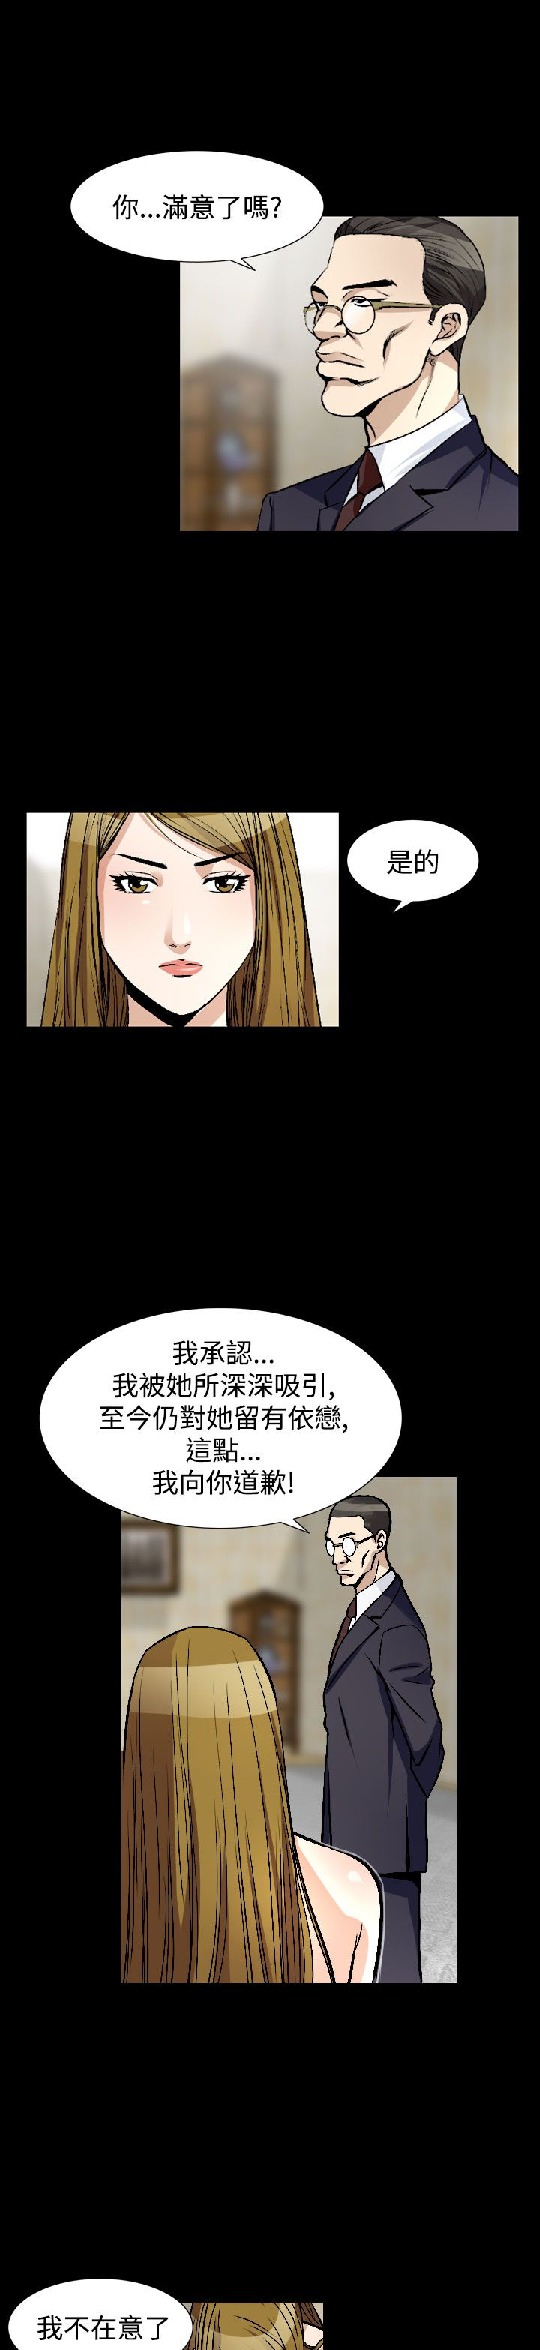 你...滿意了嗎?
是的
我承認...
我被她所深深吸引,
至今仍對她留有依戀,
這點...
我向你道歉!
我不在意了